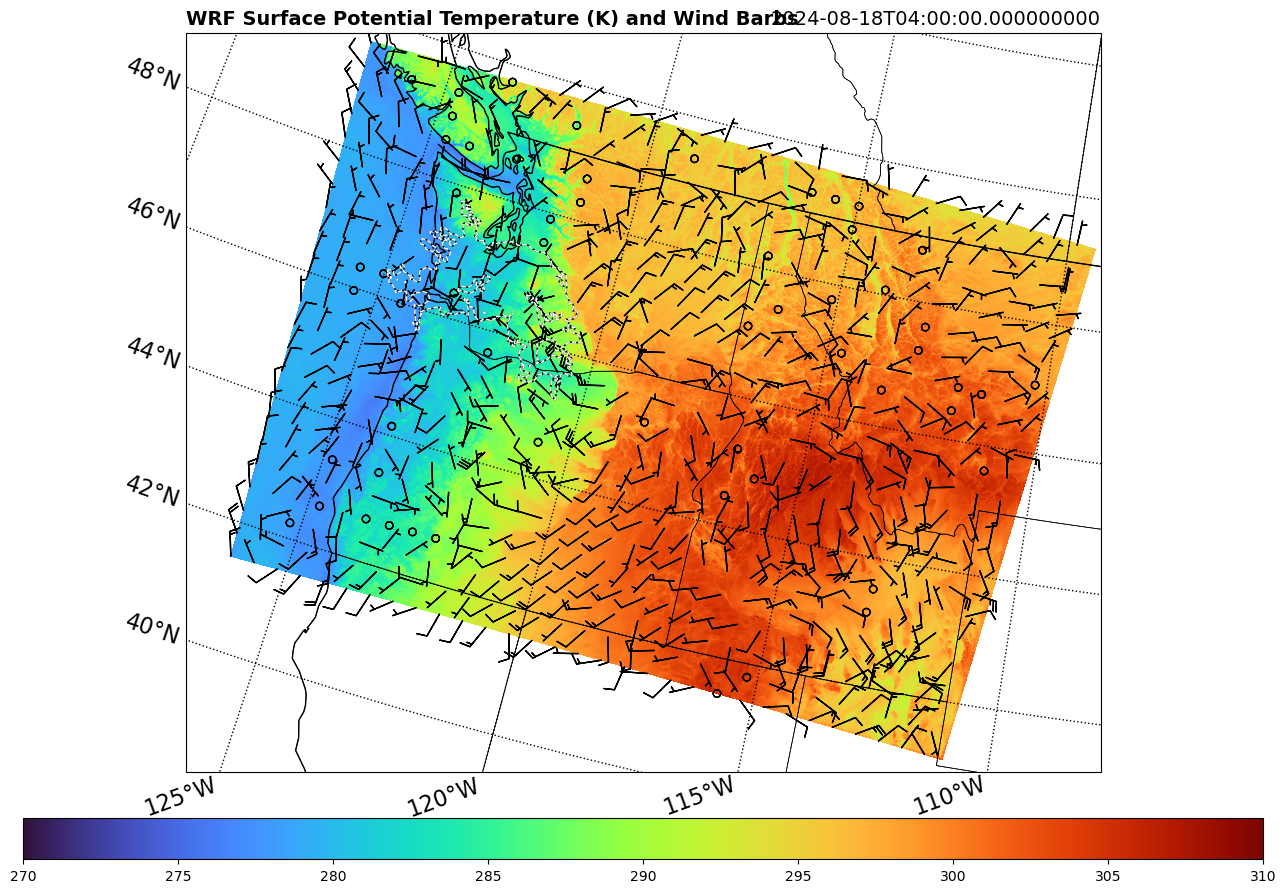 WRF Surface Potential Temperature (K) and Wind Barbs 2024-08-18T04:00:00.000000000
48°N
46°N
44°N
42°N
40°N
125°W 120°W 115°W 110°W
270 275 280 285 290 295 300 305 310